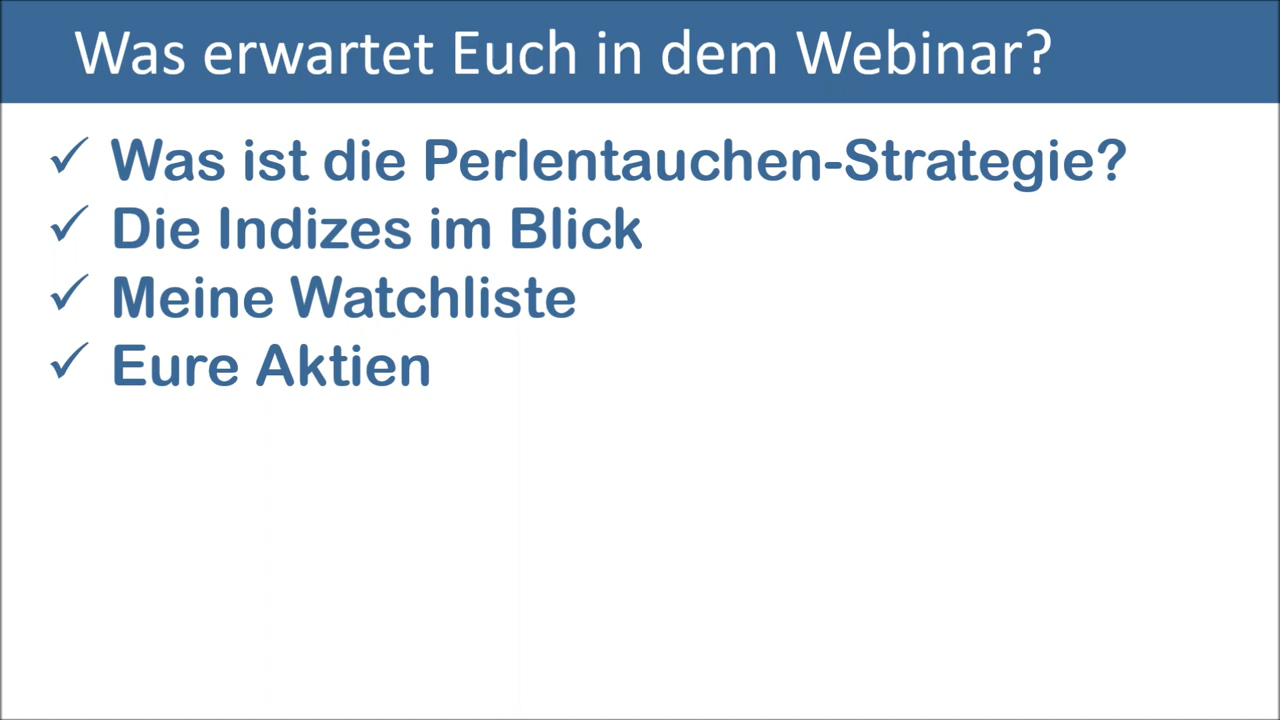 Was erwartet Euch in dem Webinar?
✓ Was ist die Perlentauchen-Strategie?
✓ Die Indizes im Blick
✓ Meine Watchliste
✓ Eure Aktien